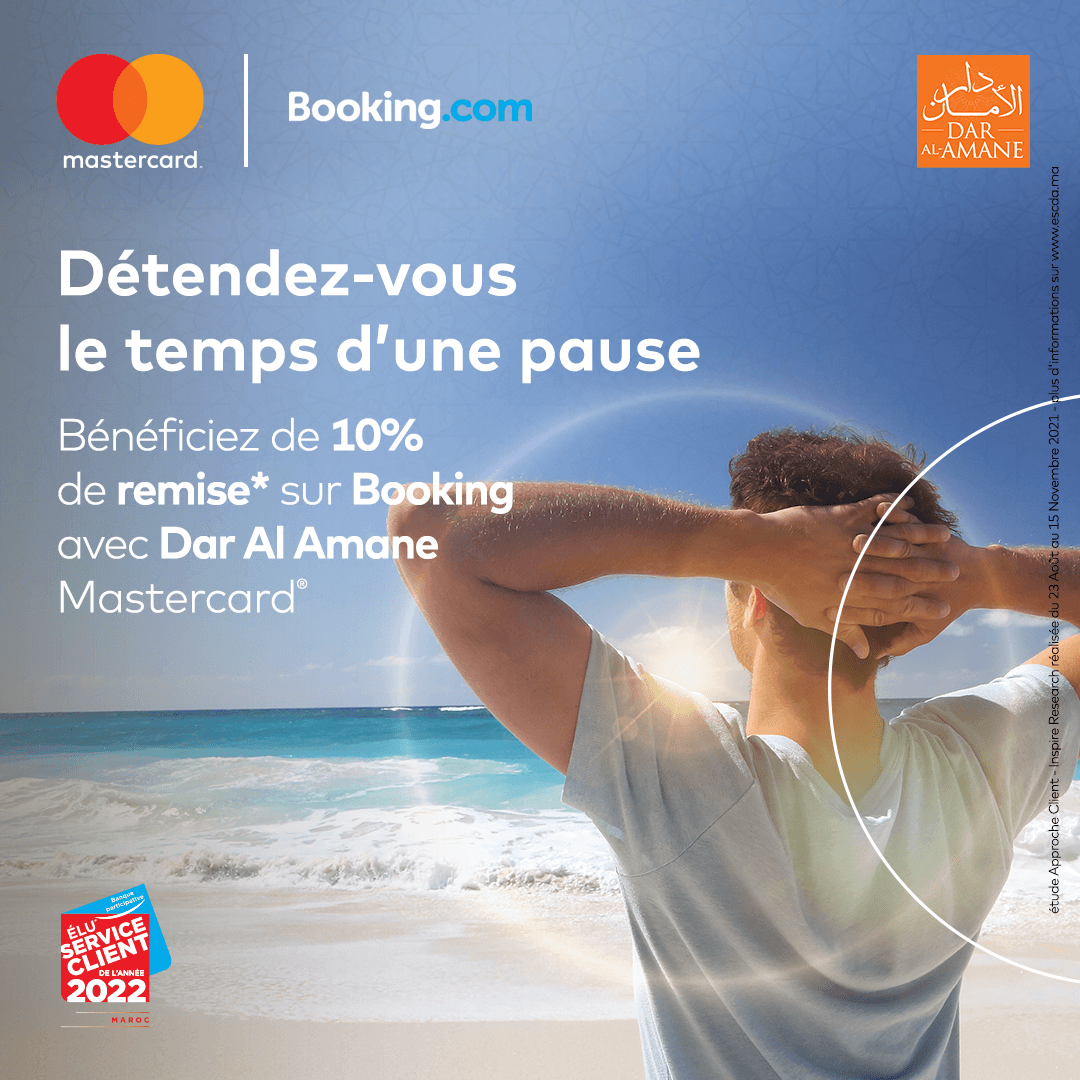 mastercard.
Booking.com
دار
الأمان
DAR
AL-AMANE
Détendez-vous
le temps d’une pause
Bénéficiez de 10%
de remise* sur Booking
avec Dar Al Amane
Mastercard®
étude Approche Client - Inspire Research réalisée du 23 Août au 15 Novembre 2021 - plus d'informations sur www.escda.ma
Banque
participative
ÉLU
SERVICE
CLIENT
DE L'ANNÉE
2022
MAROC